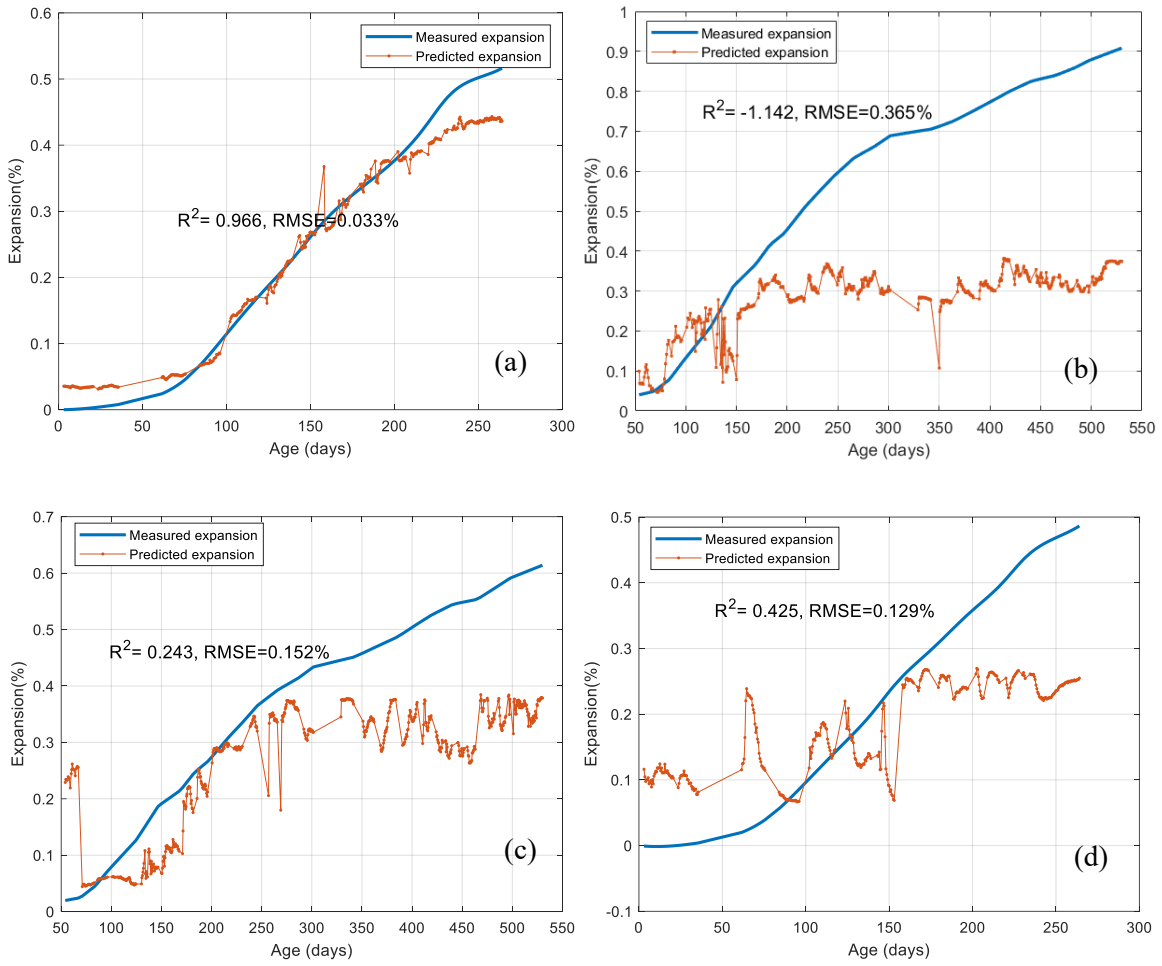 0.6
0.5
0.4
0.3
0.2
0.1
0
Expansion(%)
Measured expansion
Predicted expansion
R2= 0.966, RMSE=0.033%
(a)
0 50 100 150 200 250 300
Age (days)
1
0.9
0.8
0.7
0.6
0.5
0.4
0.3
0.2
0.1
0
Expansion(%)
Measured expansion
Predicted expansion
R2= -1.142, RMSE=0.365%
(b)
50 100 150 200 250 300 350 400 450 500 550
Age (days)
0.7
0.6
0.5
0.4
0.3
0.2
0.1
0
Expansion(%)
Measured expansion
Predicted expansion
R2= 0.243, RMSE=0.152%
(c)
50 100 150 200 250 300 350 400 450 500 550
Age (days)
0.5
0.4
0.3
0.2
0.1
0
-0.1
Expansion(%)
Measured expansion
Predicted expansion
R2= 0.425, RMSE=0.129%
(d)
0 50 100 150 200 250 300
Age (days)